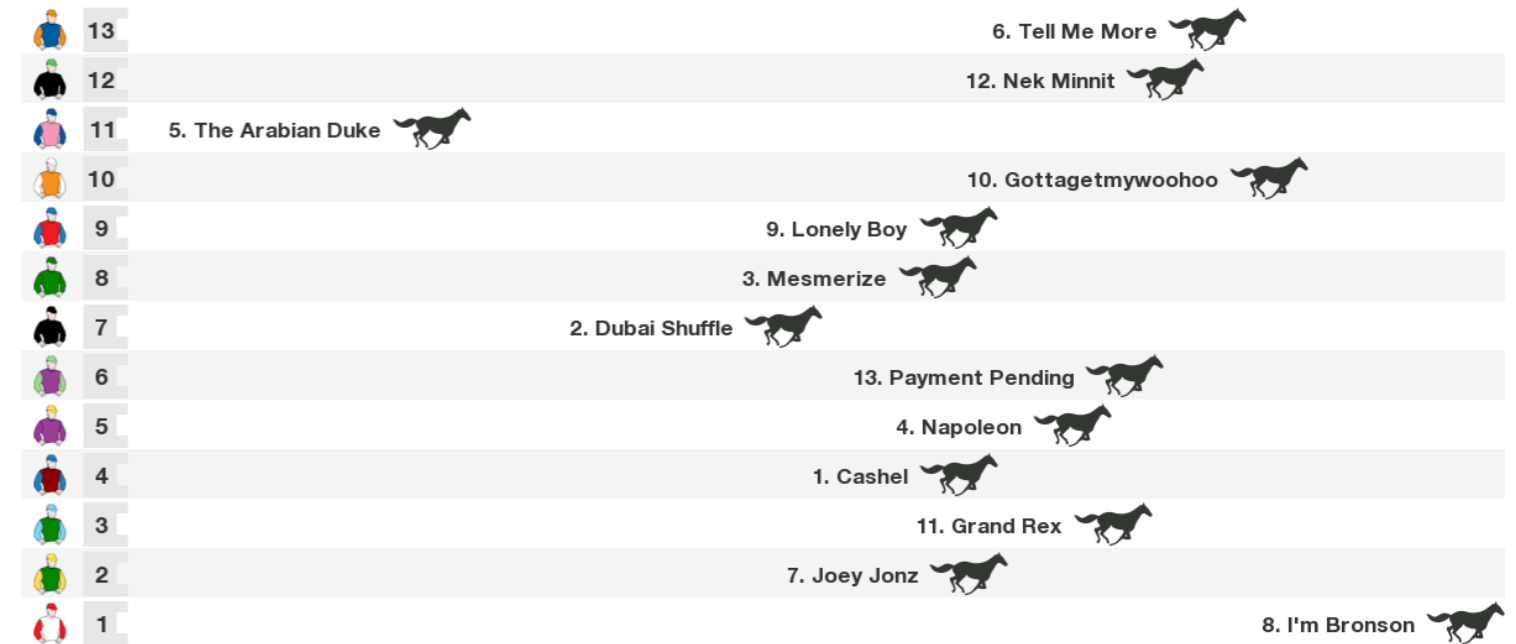 13 6. Tell Me More
12 12. Nek Minnit
11 5. The Arabian Duke
10 10. Gottagetmywoohoo
9 9. Lonely Boy
8 3. Mesmerize
7 2. Dubai Shuffle
6 13. Payment Pending
5 4. Napoleon
4 1. Cashel
3 11. Grand Rex
2 7. Joey Jonz
1 8. I'm Bronson